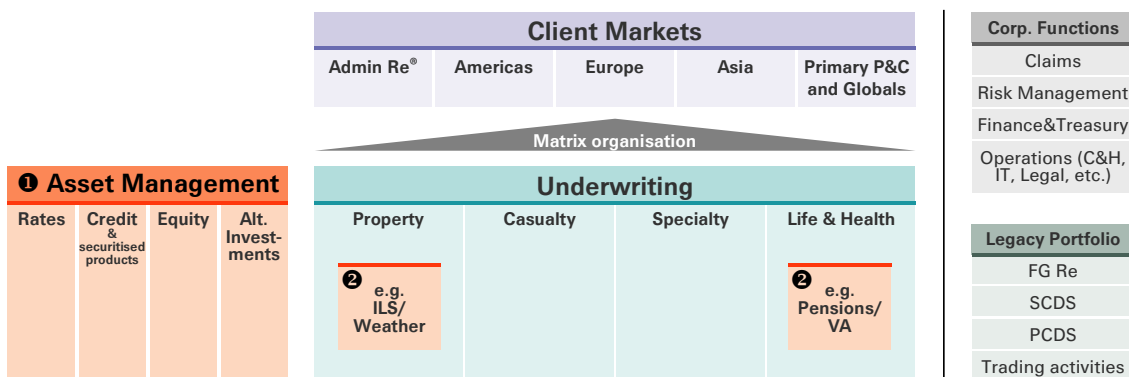 Client Markets
Admin Re®
Americas
Europe
Asia
Primary P&C
and Globals
Matrix organisation
❶ Asset Management
Rates
Credit
&
securitised
products
Equity
Alt.
Invest-
ments
Underwriting
Property
Casualty
Specialty
Life & Health
❷
e.g.
ILS/
Weather
❷
e.g.
Pensions/
VA
Corp. Functions
Claims
Risk Management
Finance&Treasury
Operations (C&H,
IT, Legal, etc.)
Legacy Portfolio
FG Re
SCDS
PCDS
Trading activities